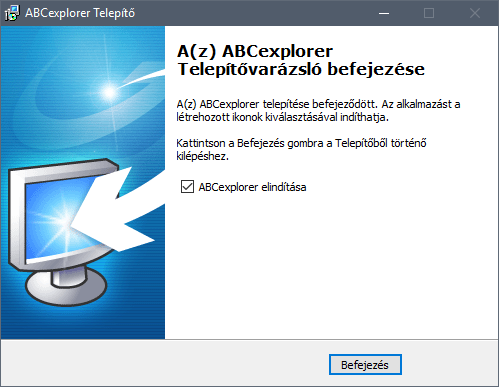 ABCexplorer Telepítő
A(z) ABCexplorer
Telepítővarázsló befejezése
A(z) ABCexplorer telepítése befejeződött. Az alkalmazást a
létrehozott ikonok kiválasztásával indíthatja.
Kattintson a Befejezés gombra a Telepítőből történő
kilépéshez.
ABCexplorer elindítása
Befejezés